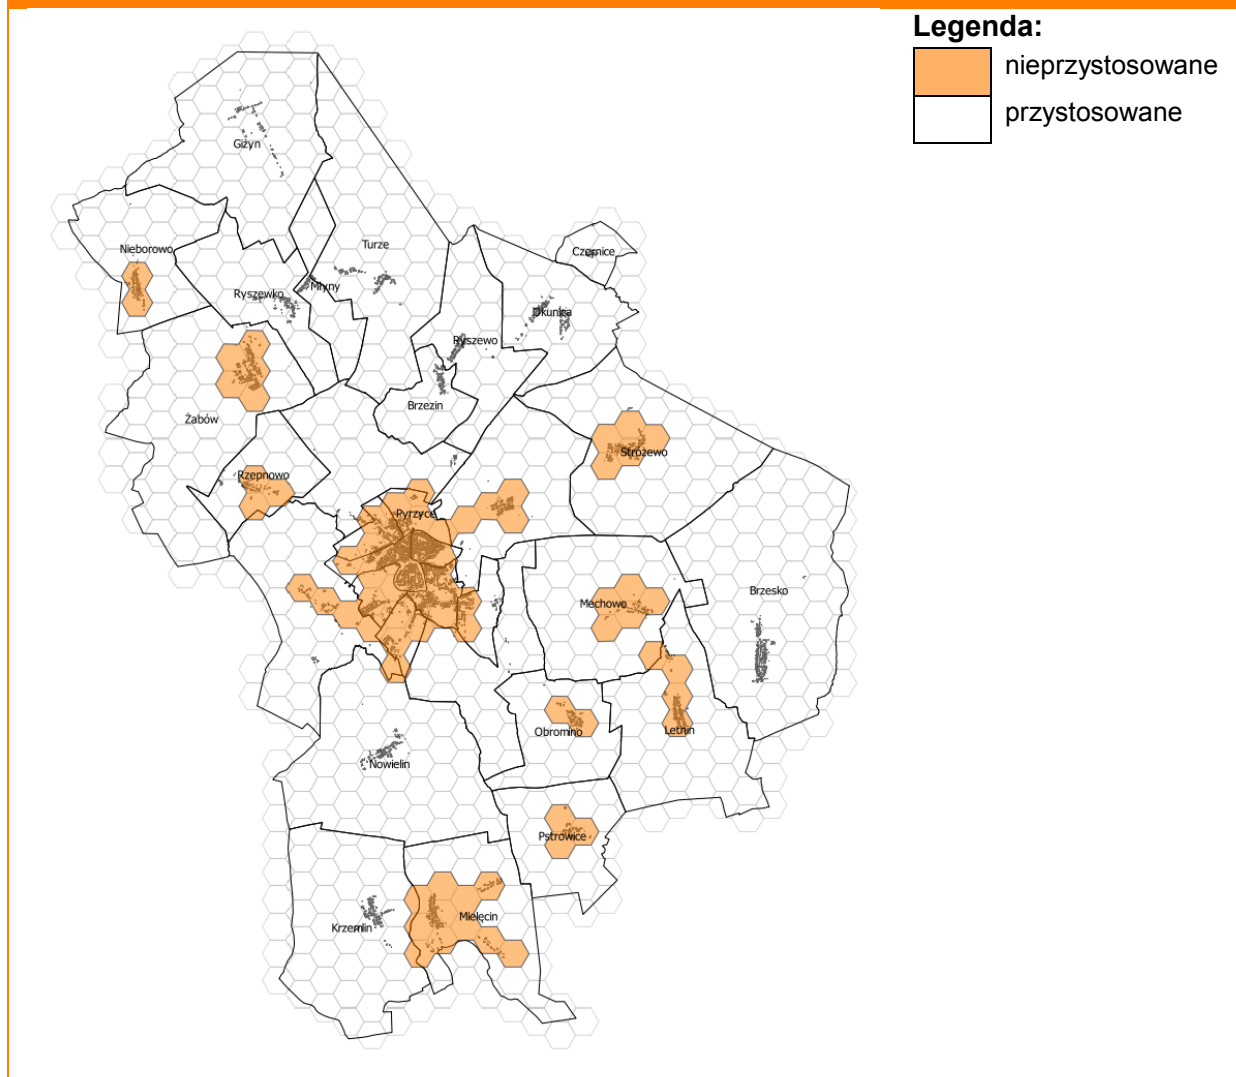 Legenda:
nieprzystosowane
przystosowane
Giżyn
Nieborowo
Turze
Czernice
Ryszewko
Młyny
Okunica
Ryszewo
Brzezin
Żabów
Stróżewo
Rzepnowo
Pyrzyce
Brzesko
Mechowo
Obromino
Letnin
Nowielin
Pstrowice
Mielęcin
Krzemlin